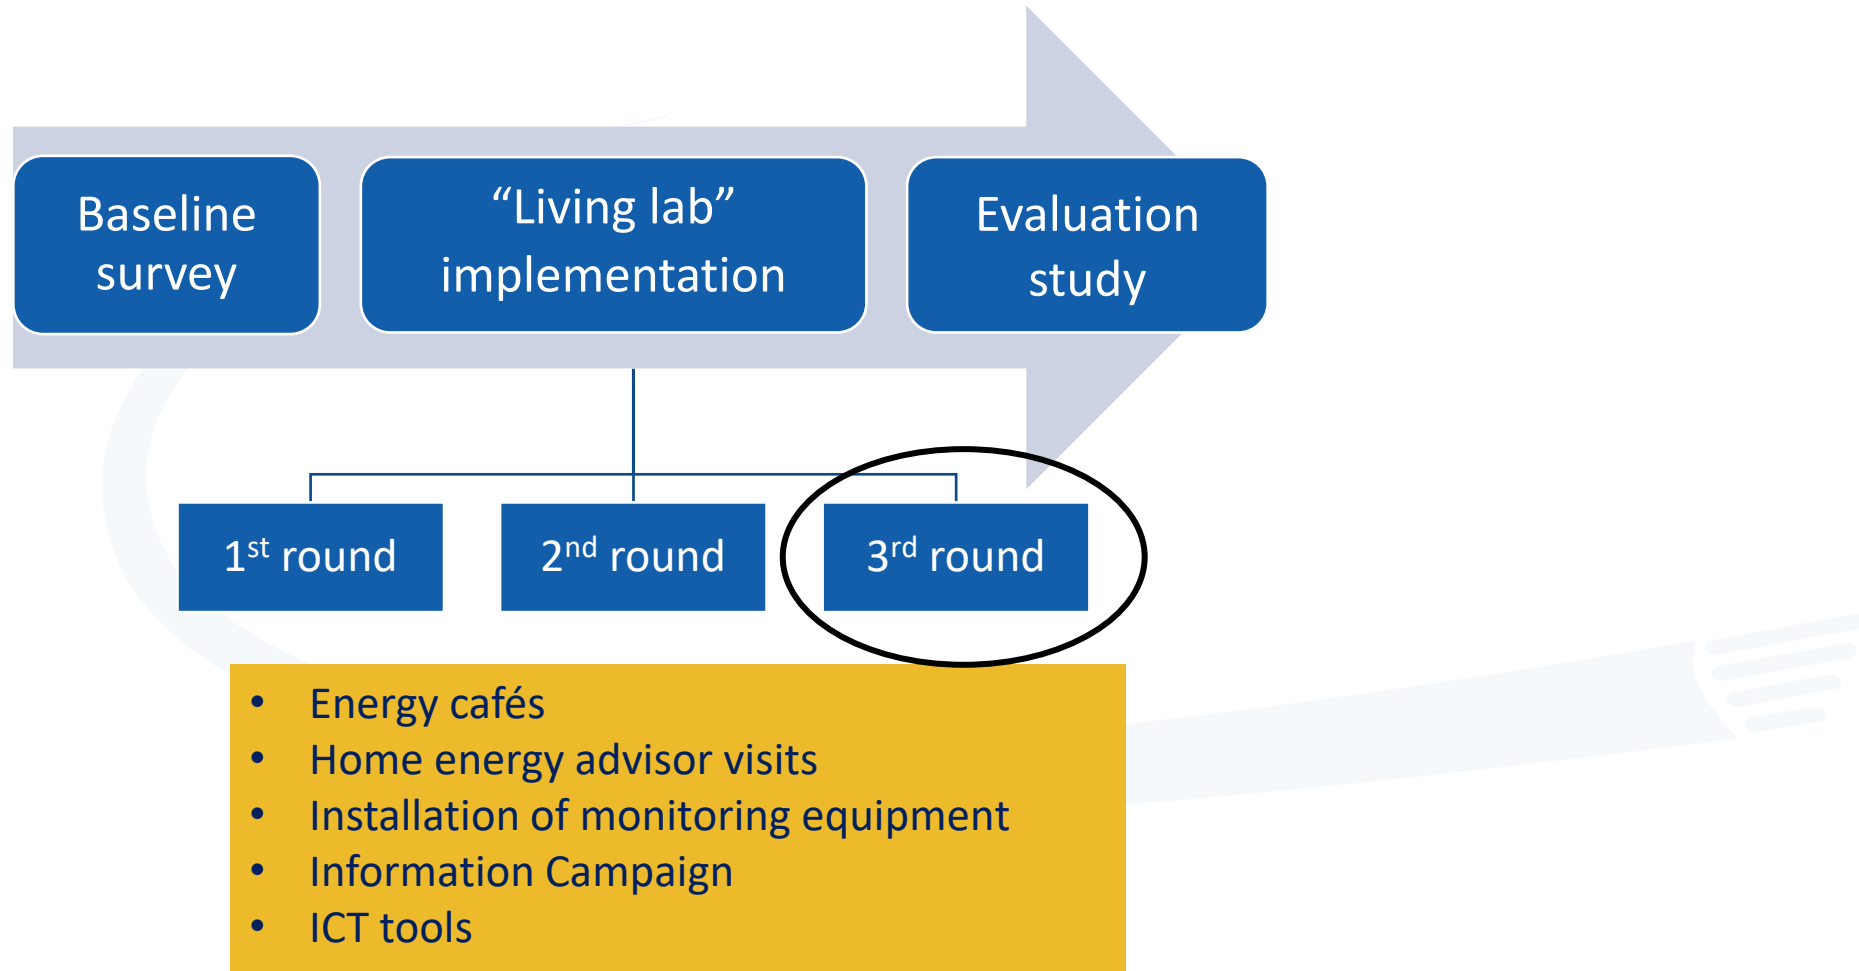 Baseline
survey
“Living lab”
implementation
Evaluation
study
1st round
2nd round
3rd round
• Energy cafés
• Home energy advisor visits
• Installation of monitoring equipment
• Information Campaign
• ICT tools